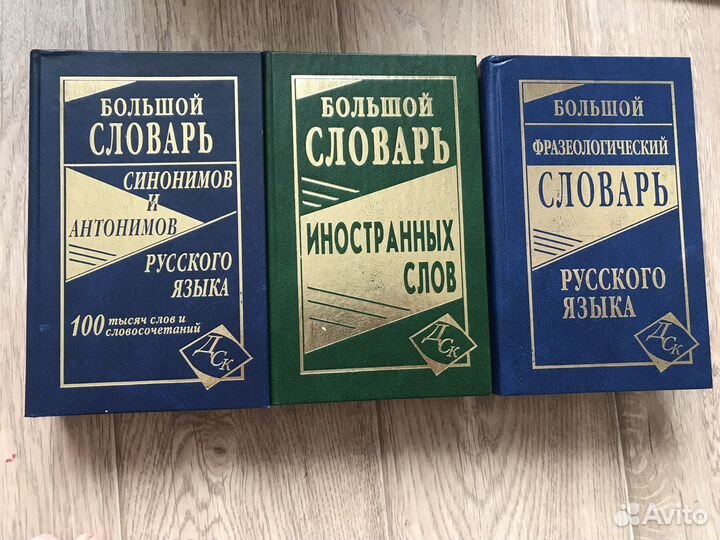 БОЛЬШОЙ
СЛОВАРЬ
СИНОНИМОВ
И
АНТОНИМОВ
РУССКОГО
ЯЗЫКА
100 тысяч слов и
словосочетаний
ДСК
БОЛЬШОЙ
СЛОВАРЬ
ИНОСТРАННЫХ
СЛОВ
ДСК
БОЛЬШОЙ
ФРАЗЕОЛОГИЧЕСКИЙ
СЛОВАРЬ
РУССКОГО
ЯЗЫКА
ДСК
Avito